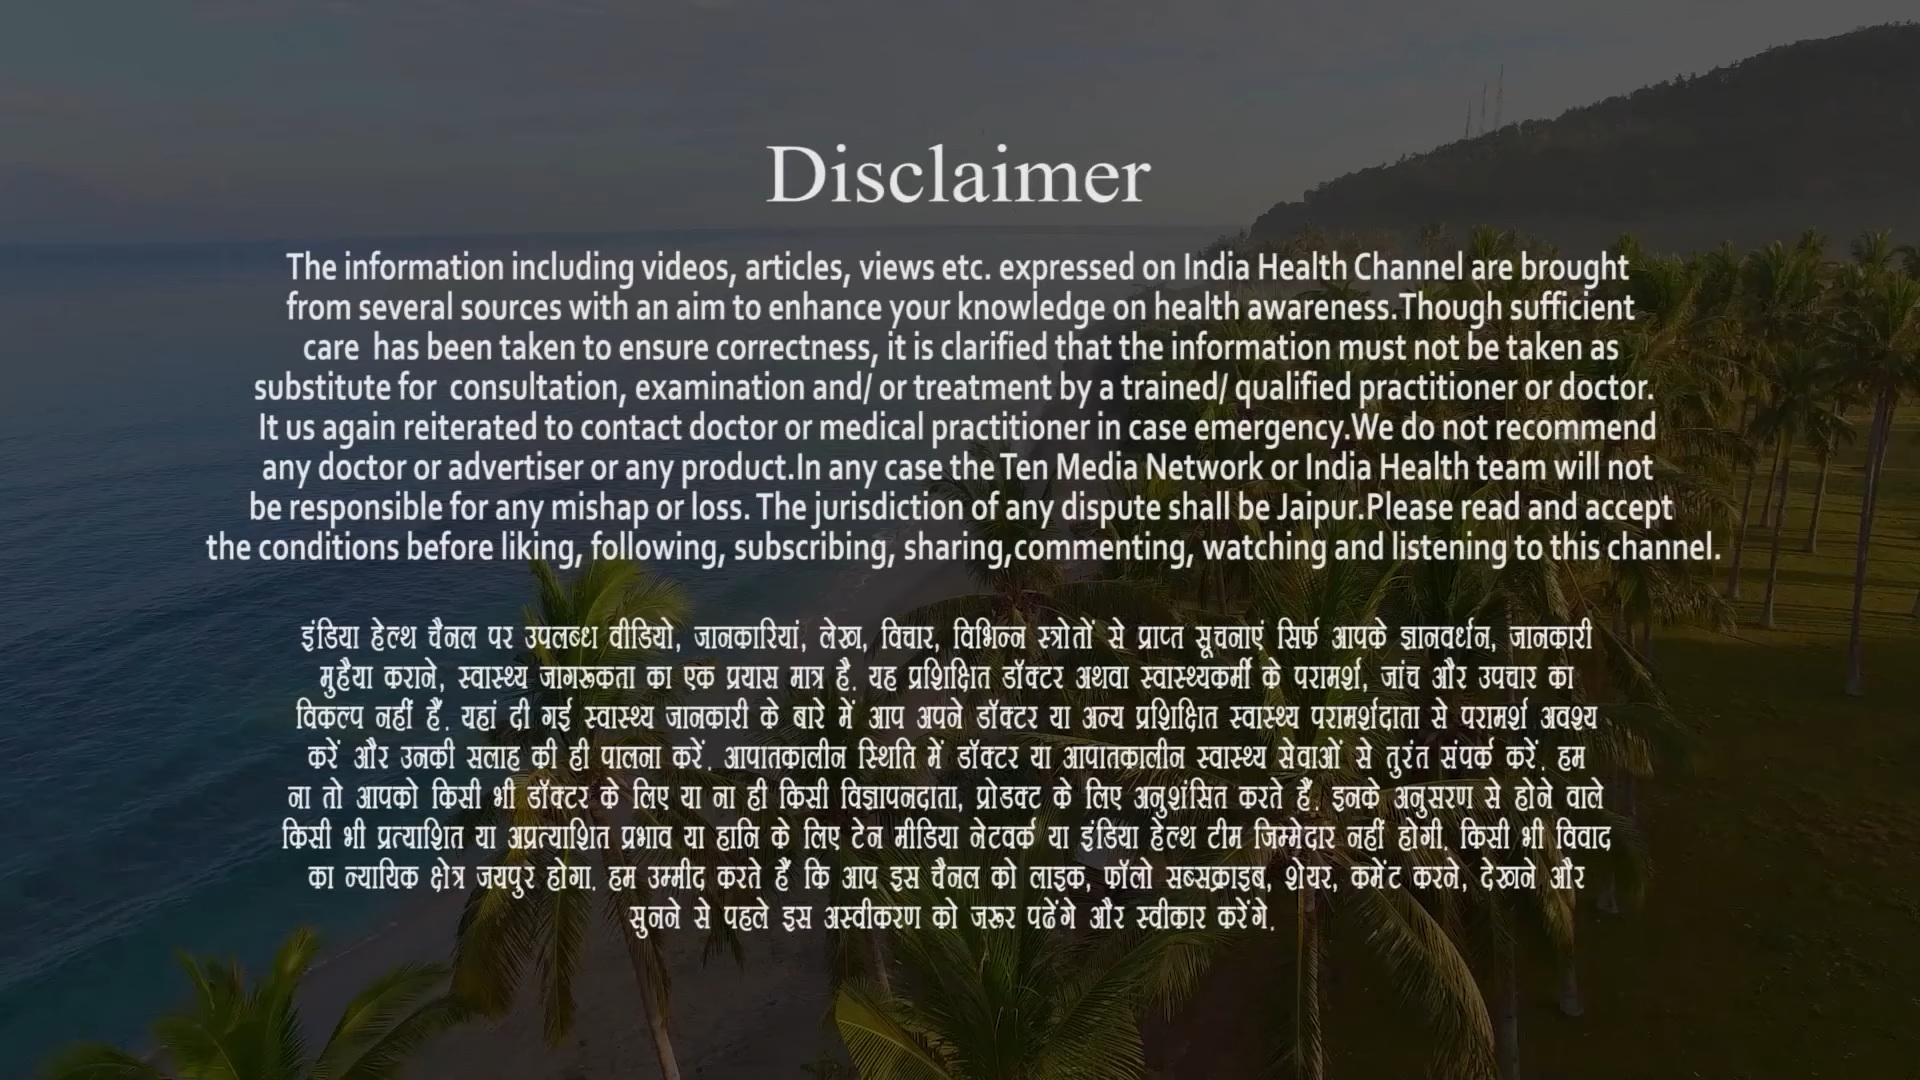 Disclaimer
The information including videos, articles, views etc. expressed on India Health Channel are brought
from several sources with an aim to enhance your knowledge on health awareness.Though sufficient
care has been taken to ensure correctness, it is clarified that the information must not be taken as
substitute for consultation, examination and/ or treatment by a trained/ qualified practitioner or doctor.
It us again reiterated to contact doctor or medical practitioner in case emergency.We do not recommend
any doctor or advertiser or any product.In any case the Ten Media Network or India Health team will not
be responsible for any mishap or loss. The jurisdiction of any dispute shall be Jaipur.Please read and accept
the conditions before liking, following, subscribing, sharing,commenting, watching and listening to this channel.
इंडिया हेल्थ चैनल पर उपलब्ध वीडियो, जानकारियां, लेख, विचार, विभिन्न स्त्रोतों से प्राप्त सूचनाएं सिर्फ आपके ज्ञानवर्धन, जानकारी
मुहैया कराने, स्वास्थ्य जागरूकता का एक प्रयास मात्र है. यह प्रशिक्षित डॉक्टर अथवा स्वास्थ्यकर्मी के परामर्श, जांच और उपचार का
विकल्प नहीं हैं. यहां दी गई स्वास्थ्य जानकारी के बारे में आप अपने डॉक्टर या अन्य प्रशिक्षित स्वास्थ्य परामर्शदाता से परामर्श अवश्य
करें और उनकी सलाह की ही पालना करें. आपातकालीन स्थिति में डॉक्टर या आपातकालीन स्वास्थ्य सेवाओं से तुरंत संपर्क करें. हम
ना तो आपको किसी भी डॉक्टर के लिए या ना ही किसी विज्ञापनदाता, प्रोडक्ट के लिए अनुशंसित करते हैं. इनके अनुसरण से होने वाले
किसी भी प्रत्याशित या अप्रत्याशित प्रभाव या हानि के लिए टेन मीडिया नेटवर्क या इंडिया हेल्थ टीम जिम्मेदार नहीं होगी. किसी भी विवाद
का न्यायिक क्षेत्र जयपुर होगा. हम उम्मीद करते हैं कि आप इस चैनल को लाइक, फॉलो सब्सक्राइब, शेयर, कमेंट करने, देखने और
सुनने से पहले इस अस्वीकरण को जरूर पढेंगे और स्वीकार करेंगे.